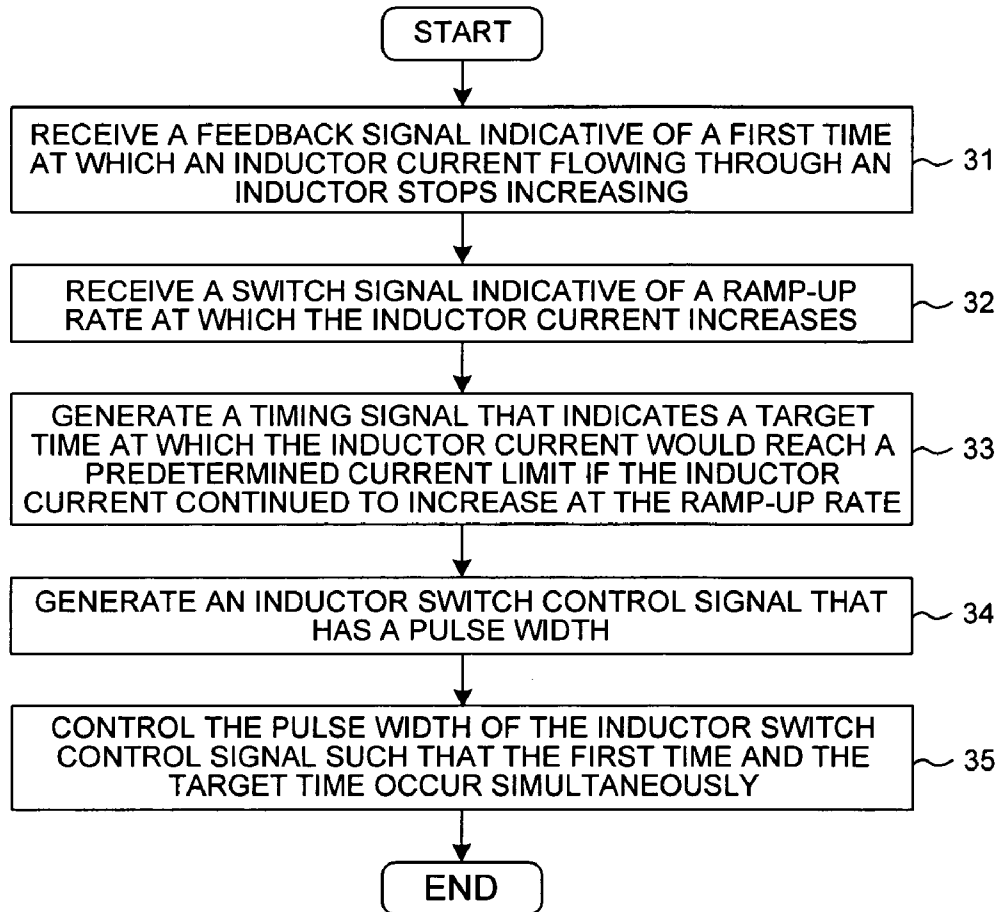 START
RECEIVE A FEEDBACK SIGNAL INDICATIVE OF A FIRST TIME
AT WHICH AN INDUCTOR CURRENT FLOWING THROUGH AN
INDUCTOR STOPS INCREASING
31
RECEIVE A SWITCH SIGNAL INDICATIVE OF A RAMP-UP
RATE AT WHICH THE INDUCTOR CURRENT INCREASES
32
GENERATE A TIMING SIGNAL THAT INDICATES A TARGET
TIME AT WHICH THE INDUCTOR CURRENT WOULD REACH A
PREDETERMINED CURRENT LIMIT IF THE INDUCTOR
CURRENT CONTINUED TO INCREASE AT THE RAMP-UP RATE
33
GENERATE AN INDUCTOR SWITCH CONTROL SIGNAL THAT
HAS A PULSE WIDTH
34
CONTROL THE PULSE WIDTH OF THE INDUCTOR SWITCH
CONTROL SIGNAL SUCH THAT THE FIRST TIME AND THE
TARGET TIME OCCUR SIMULTANEOUSLY
35
END